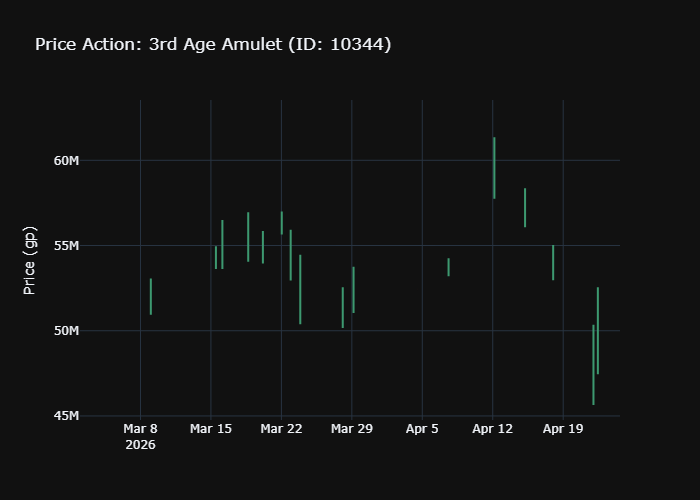 Price Action: 3rd Age Amulet (ID: 10344)
Price (gp)
60M
55M
50M
45M
Mar 8
2026
Mar 15
Mar 22
Mar 29
Apr 5
Apr 12
Apr 19